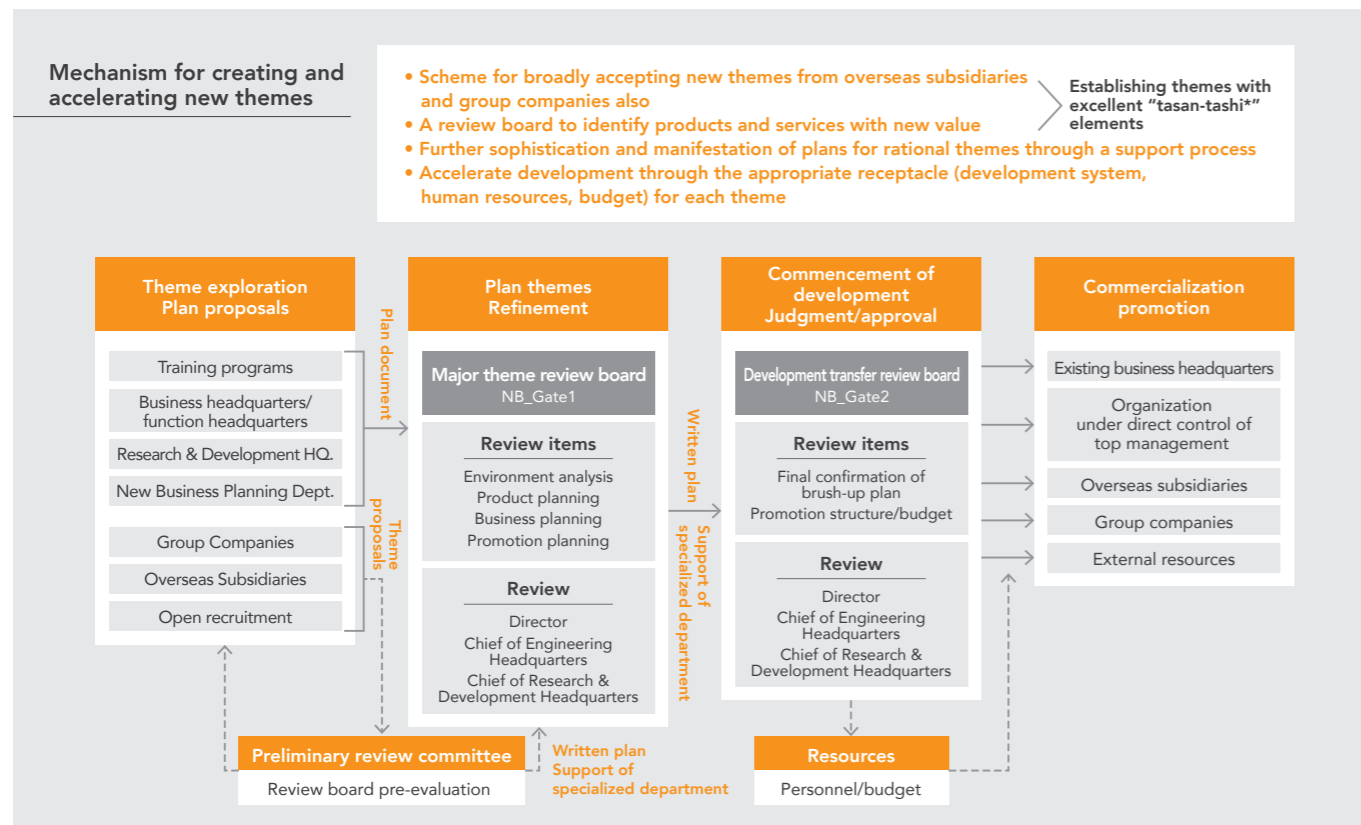 Mechanism for creating and
accelerating new themes
• Scheme for broadly accepting new themes from overseas subsidiaries
and group companies also
• A review board to identify products and services with new value
• Further sophistication and manifestation of plans for rational themes through a support process
• Accelerate development through the appropriate receptacle (development system,
human resources, budget) for each theme
Establishing themes with
excellent “tasan-tashi*”
elements
Theme exploration
Plan proposals
Training programs
Business headquarters/
function headquarters
Research & Development HQ.
New Business Planning Dept.
Group Companies
Overseas Subsidiaries
Open recruitment
Plan document
Theme
proposals
Preliminary review committee
Review board pre-evaluation
Written plan
Support of
specialized department
Plan themes
Refinement
Major theme review board
NB_Gate1
Review items
Environment analysis
Product planning
Business planning
Promotion planning
Review
Director
Chief of Engineering
Headquarters
Chief of Research &
Development Headquarters
Written plan
Support of
specialized department
Commencement of
development
Judgment/approval
Development transfer review board
NB_Gate2
Review items
Final confirmation of
brush-up plan
Promotion structure/budget
Review
Director
Chief of Engineering
Headquarters
Chief of Research &
Development Headquarters
Resources
Personnel/budget
Commercialization
promotion
Existing business headquarters
Organization
under direct control of
top management
Overseas subsidiaries
Group companies
External resources